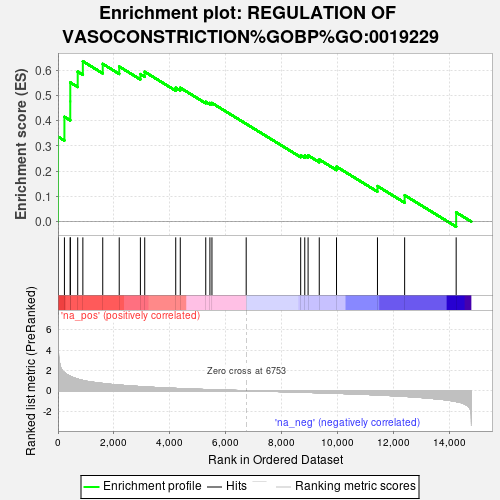 Enrichment plot: REGULATION OF
VASOCONSTRICTION%GOBP%GO:0019229
Enrichment score (ES)
0.6
0.5
0.4
0.3
0.2
0.1
0.0
'na_pos' (positively correlated)
Ranked list metric (PreRanked)
6
4
2
0
-2
Zero cross at 6753
'na_neg' (negatively correlated)
0 2,000 4,000 6,000 8,000 10,000 12,000 14,000
Rank in Ordered Dataset
Enrichment profile Hits Ranking metric scores